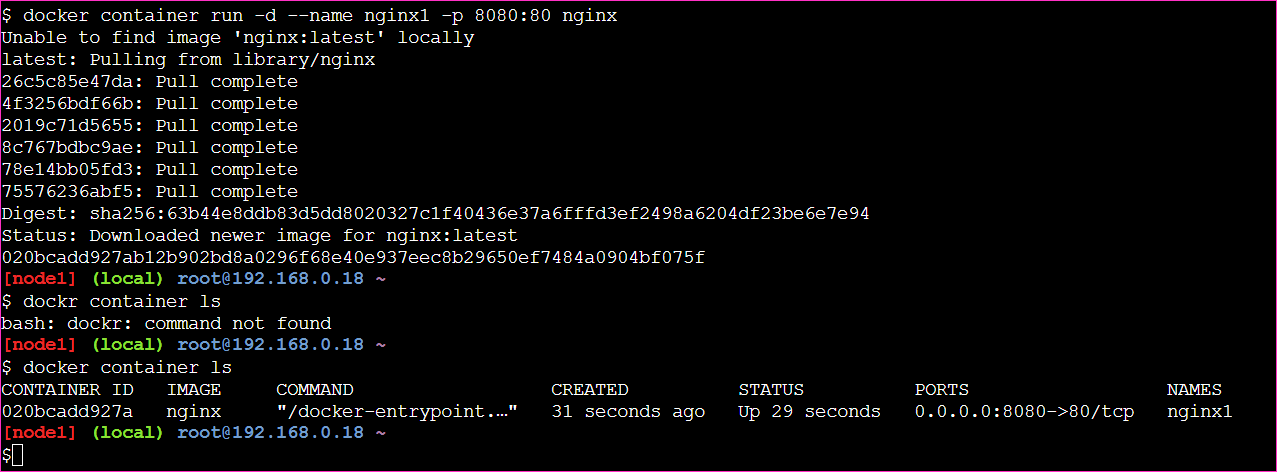 $ docker container run -d --name nginx1 -p 8080:80 nginx
Unable to find image 'nginx:latest' locally
latest: Pulling from library/nginx
26c5c85e47da: Pull complete
4f3256bdf66b: Pull complete
2019c71d5655: Pull complete
8c767bdbc9ae: Pull complete
78e14bb05fd3: Pull complete
75576236abf5: Pull complete
Digest: sha256:63b44e8ddb83d5dd8020327c1f40436e37a6fffd3ef2498a6204df23be6e7e94
Status: Downloaded newer image for nginx:latest
020bcadd927ab12b902bd8a0296f68e40e937eec8b29650ef7484a0904bf075f
[node1] (local) root@192.168.0.18 ~
$ dockr container ls
bash: dockr: command not found
[node1] (local) root@192.168.0.18 ~
$ docker container ls
CONTAINER ID   IMAGE     COMMAND                  CREATED          STATUS          PORTS                  NAMES
020bcadd927a   nginx     "/docker-entrypoint.…"   31 seconds ago   Up 29 seconds   0.0.0.0:8080->80/tcp   nginx1
[node1] (local) root@192.168.0.18 ~
$